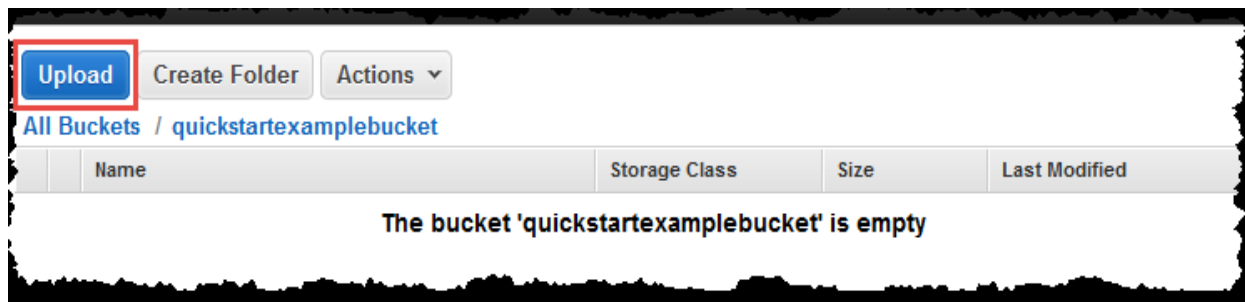 Upload Create Folder Actions
All Buckets / quickstartexamplebucket
Name Storage Class Size Last Modified
The bucket 'quickstartexamplebucket' is empty